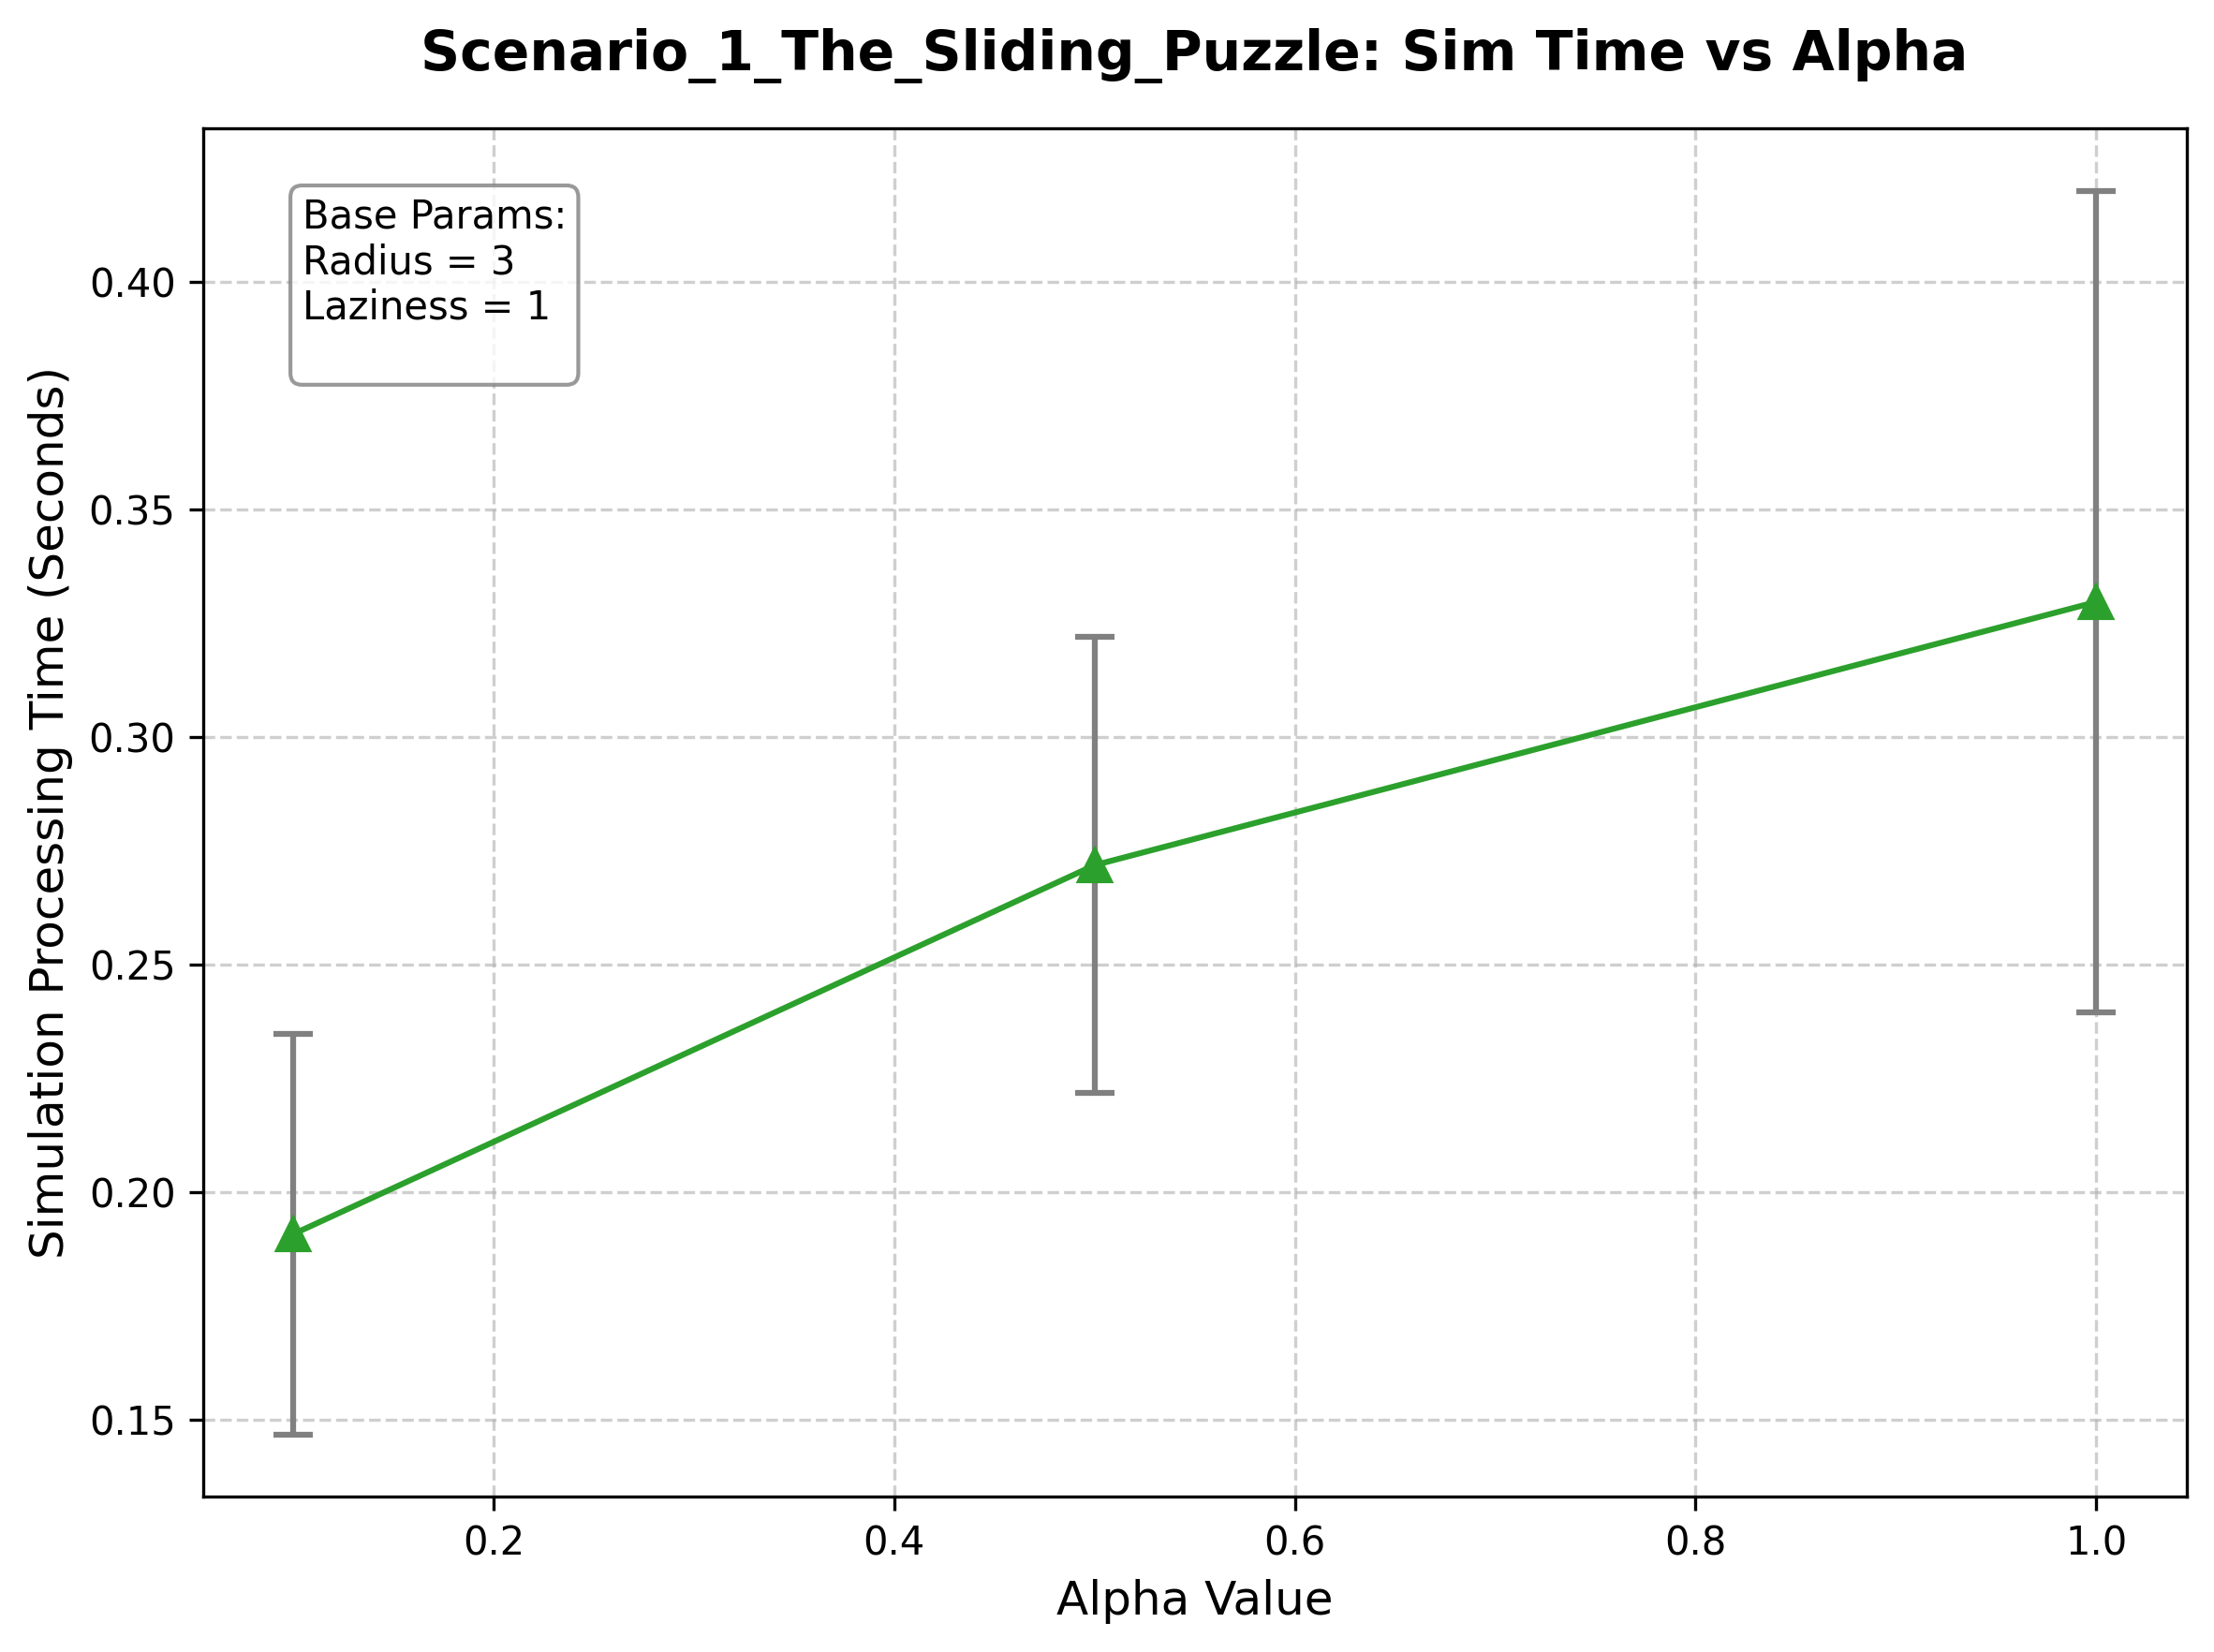 Scenario_1_The_Sliding_Puzzle: Sim Time vs Alpha
Base Params:
Radius = 3
Laziness = 1
Simulation Processing Time (Seconds)
0.40
0.35
0.30
0.25
0.20
0.15
0.2
0.4
0.6
0.8
1.0
Alpha Value